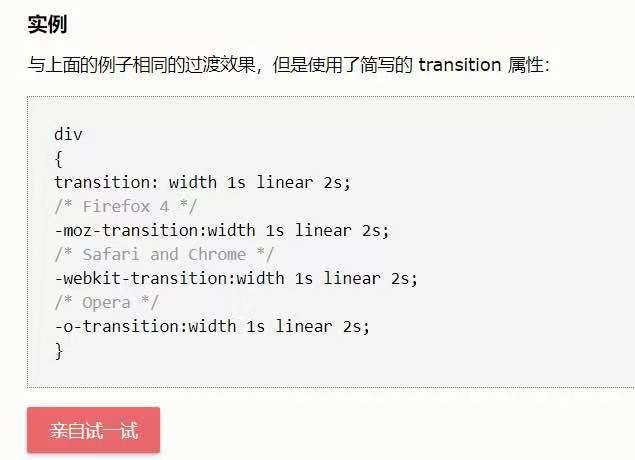 实例
与上面的例子相同的过渡效果，但是使用了简写的 transition 属性：
div
{
transition: width 1s linear 2s;
/* Firefox 4 */
-moz-transition:width 1s linear 2s;
/* Safari and Chrome */
-webkit-transition:width 1s linear 2s;
/* Opera */
-o-transition:width 1s linear 2s;
}
亲自试一试